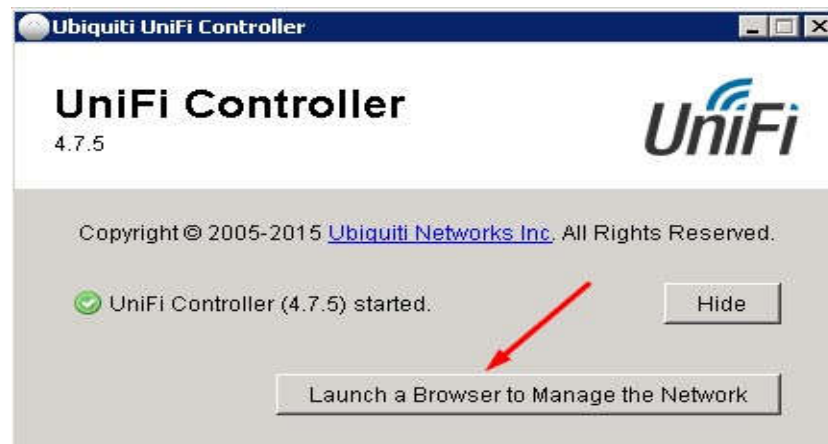 Ubiquiti UniFi Controller
UniFi Controller
4.7.5
UniFi
Copyright © 2005-2015 Ubiquiti Networks Inc. All Rights Reserved.
UniFi Controller (4.7.5) started.
Hide
Launch a Browser to Manage the Network